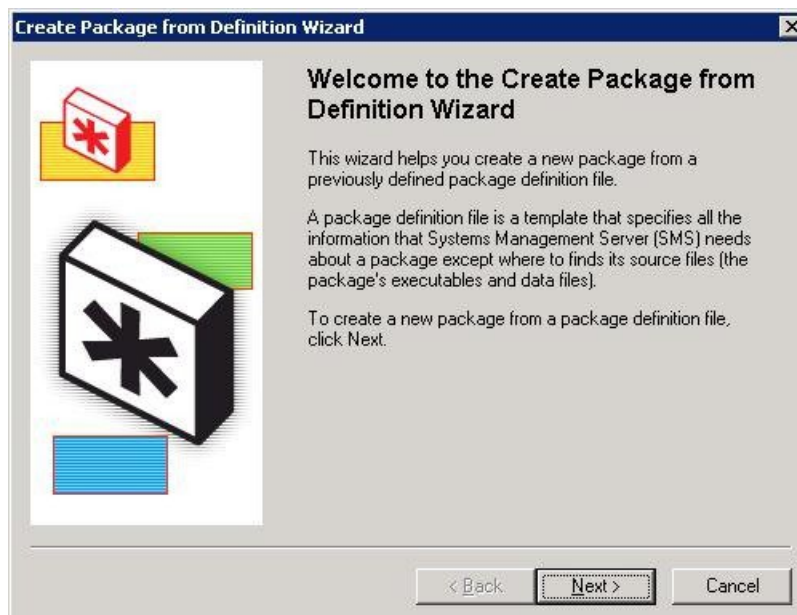 Create Package from Definition Wizard
Welcome to the Create Package from
Definition Wizard
This wizard helps you create a new package from a
previously defined package definition file.
A package definition file is a template that specifies all the
information that Systems Management Server (SMS) needs
about a package except where to finds its source files (the
package's executables and data files).
To create a new package from a package definition file,
click Next.
< Back
Next >
Cancel